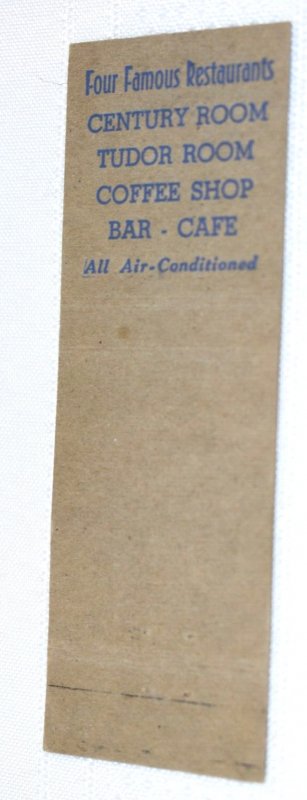 Four Famous Restaurants
CENTURY ROOM
TUDOR ROOM
COFFEE SHOP
BAR - CAFE
All Air-Conditioned